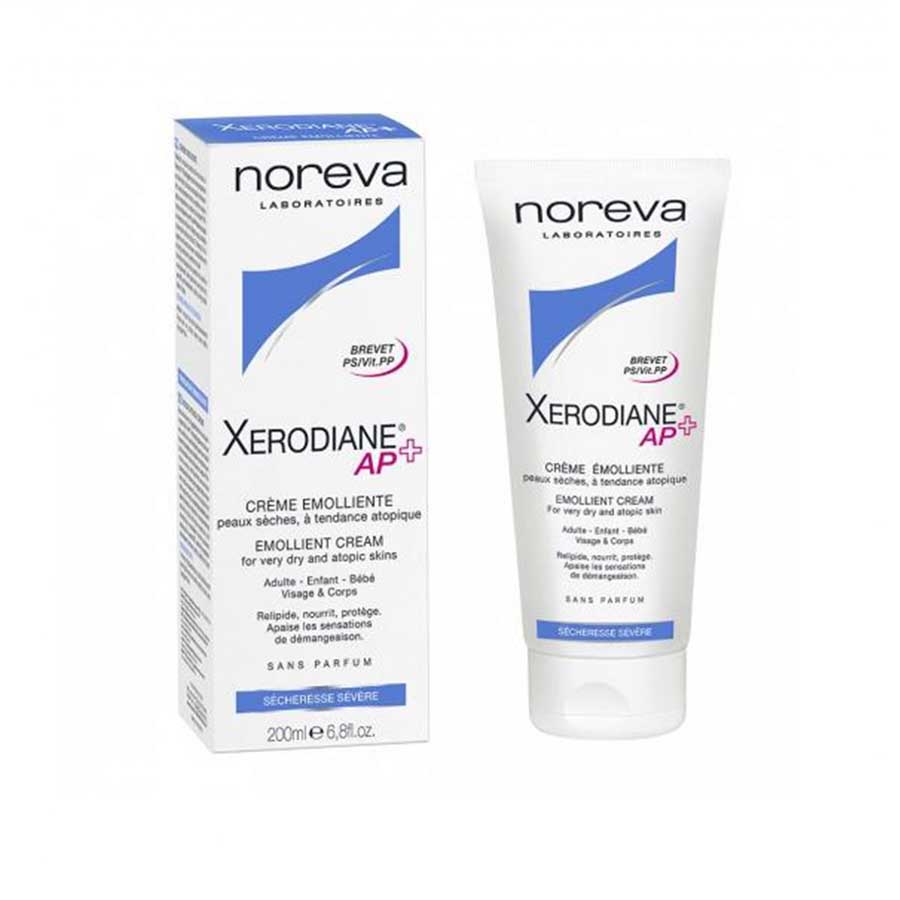 XERODIANE®
AP+
CRÈME EMOLLIENTE
noreva
LABORATOIRES
BREVET
PS/Vit.PP
XERODIANE®
AP+
CRÈME EMOLLIENTE
peaux sèches, à tendance atopique
EMOLLIENT CREAM
for very dry and atopic skins
Adulte - Enfant - Bébé
Visage & Corps
Relipide, nourrit, protège.
Apaise les sensations
de démangeaison.
SANS PARFUM
SÉCHERESSE SÉVÈRE
200ml e 6,8fl.oz.
noreva
LABORATOIRES
BREVET
PS/Vit.PP
XERODIANE®
AP+
CRÈME ÉMOLLIENTE
peaux sèches, à tendance atopique
EMOLLIENT CREAM
For very dry and atopic skin
Adulte - Enfant - Bébé
Visage & Corps
Relipide, nourrit, protège.
Apaise les sensations
de démangeaison.
SANS PARFUM
SÉCHERESSE SÉVÈRE